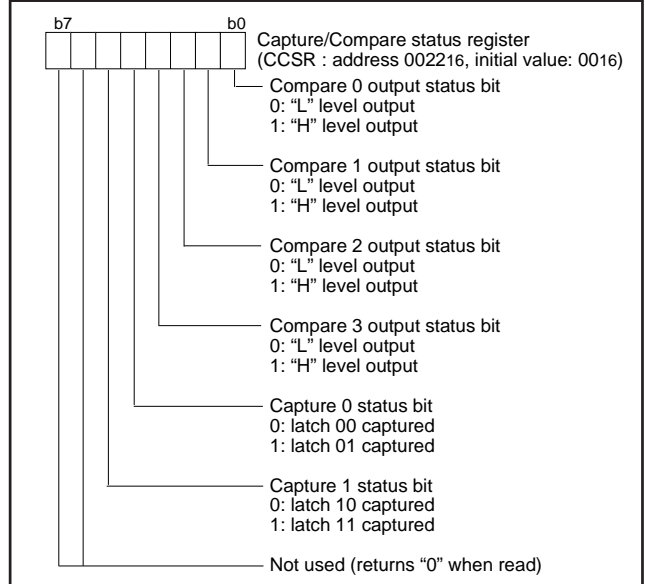 b7 b0
Capture/Compare status register
(CCSR : address 002216, initial value: 0016)
Compare 0 output status bit
0: “L” level output
1: “H” level output
Compare 1 output status bit
0: “L” level output
1: “H” level output
Compare 2 output status bit
0: “L” level output
1: “H” level output
Compare 3 output status bit
0: “L” level output
1: “H” level output
Capture 0 status bit
0: latch 00 captured
1: latch 01 captured
Capture 1 status bit
0: latch 10 captured
1: latch 11 captured
Not used (returns “0” when read)